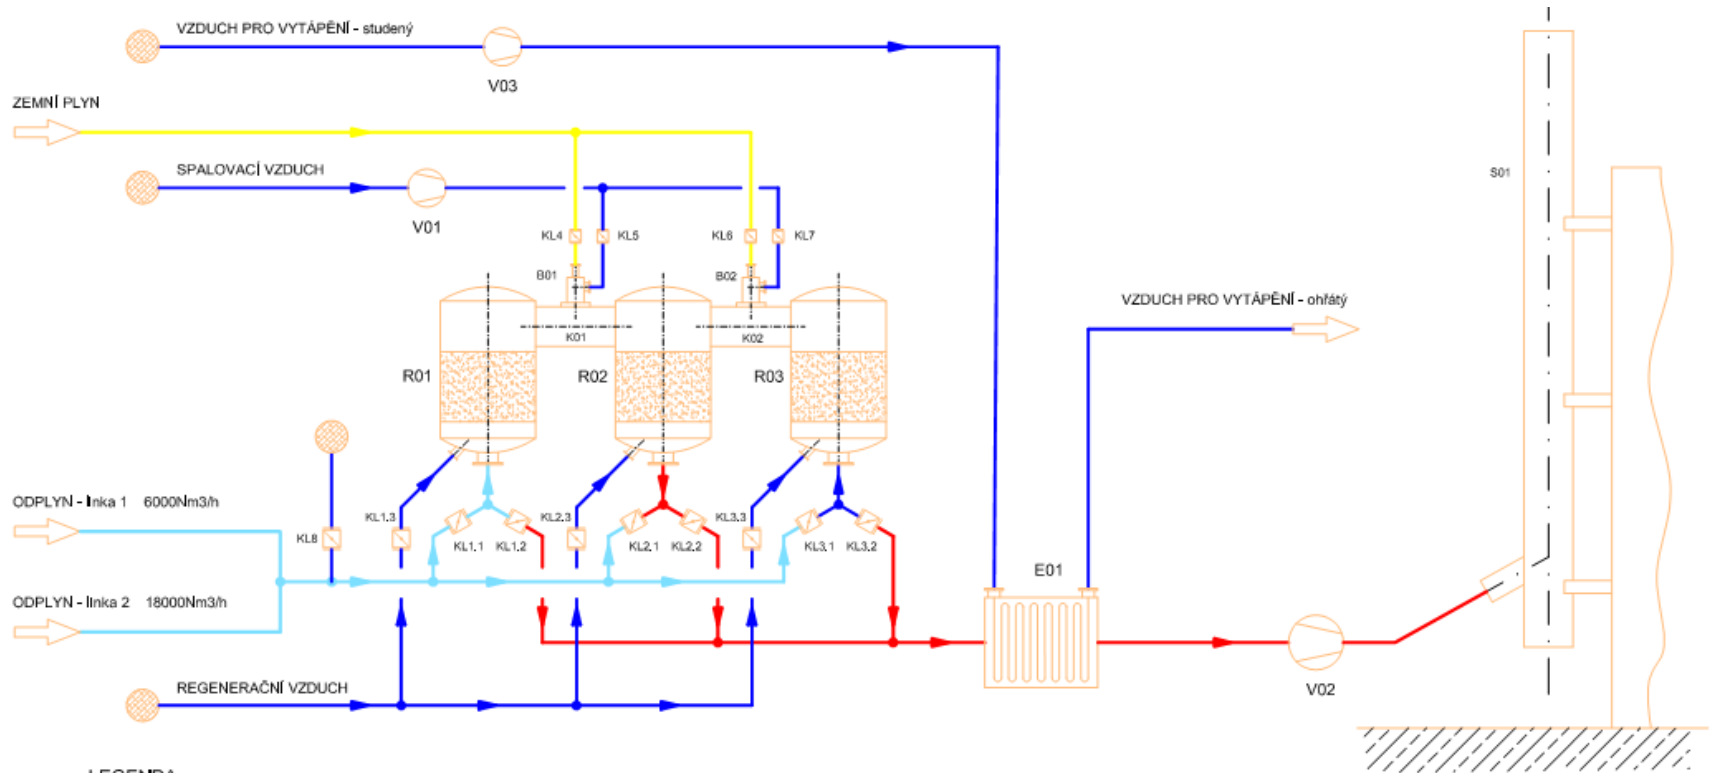 VZDUCH PRO VYTÁPĚNÍ - studený
V03
ZEMNÍ PLYN
SPALOVACÍ VZDUCH
V01
S01
KL4
KL5
KL6
KL7
B01
B02
VZDUCH PRO VYTÁPĚNÍ - ohřátý
K01
K02
R01
R02
R03
ODPLYN - linka 1 6000Nm3/h
KL8
KL1.3
KL1.1
KL1.2
KL2.3
KL2.1
KL2.2
KL3.3
KL3.1
KL3.2
E01
ODPLYN - linka 2 18000Nm3/h
REGENERAČNÍ VZDUCH
V02
LEGENDA